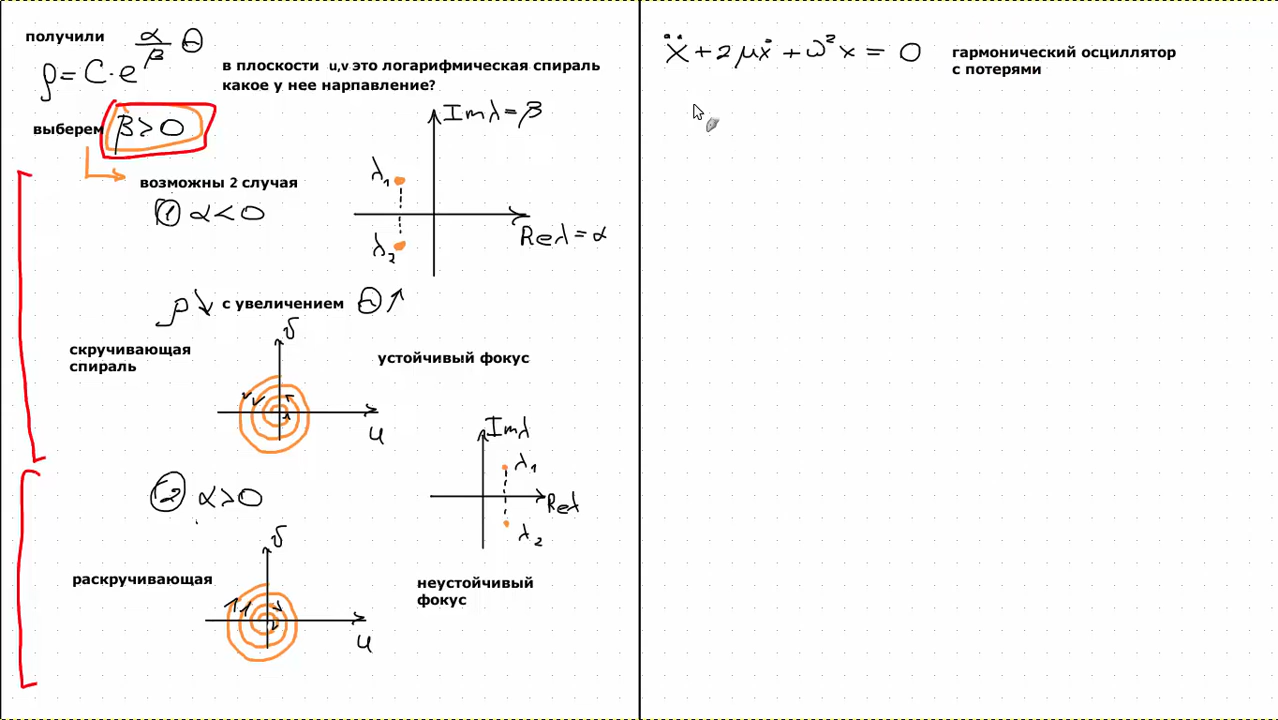 получили
ρ = C · e^(α/β θ)
в плоскости u,v это логарифмическая спираль
какое у нее нарпавление?
выберем β > 0
возможны 2 случая
① α < 0
Imλ = β
λ₁
λ₂
Reλ = α
ρ ↘ с увеличением θ ↗
скручивающая
спираль
v
u
устойчивый фокус
② α > 0
Imλ
λ₁
Reλ
λ₂
раскручивающая
v
u
неустойчивый
фокус
ẍ + 2μẋ + ω²x = 0
гармонический осциллятор
с потерями